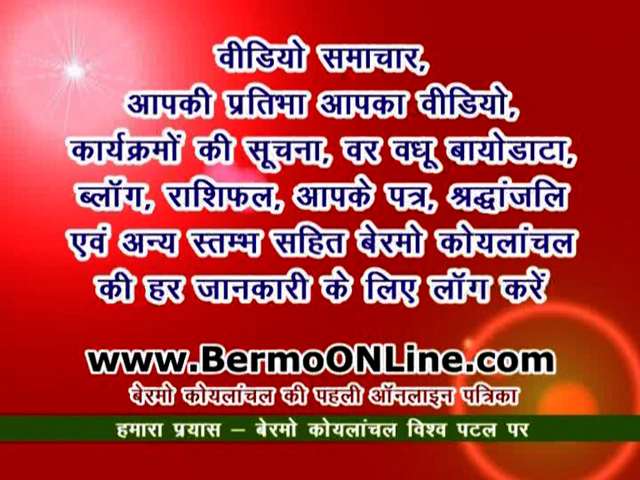 वीडियो समाचार,
आपकी प्रतिभा आपका वीडियो,
कार्यक्रमों की सूचना, वर वधू बायोडाटा,
ब्लॉग, राशिफल, आपके पत्र, श्रद्धांजलि
एवं अन्य स्तम्भ सहित बेरमो कोयलांचल
की हर जानकारी के लिए लॉग करें
www.BermoONLine.com
बेरमो कोयलांचल की पहली ऑनलाइन पत्रिका
हमारा प्रयास – बेरमो कोयलांचल विश्व पटल पर